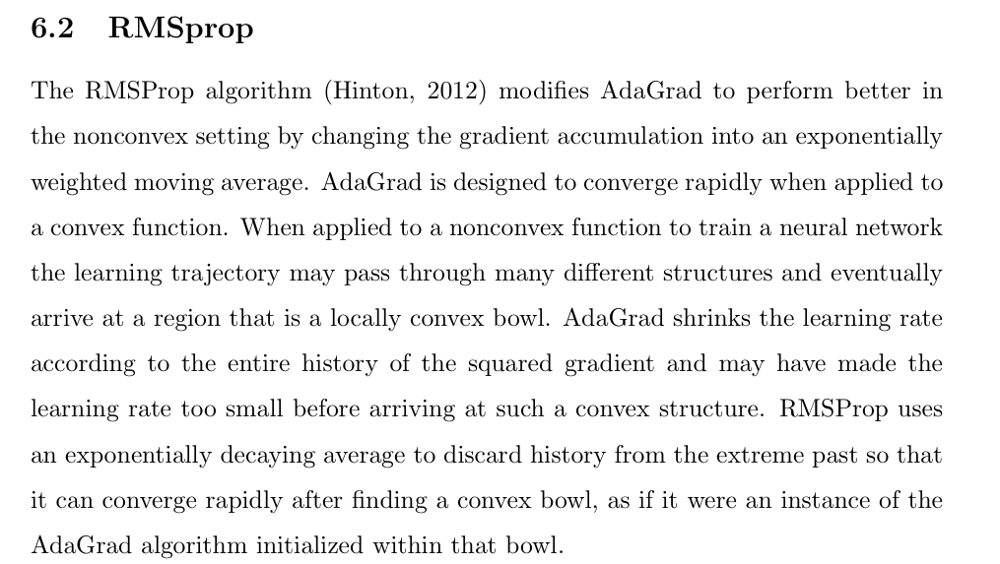 6.2 RMSprop
The RMSProp algorithm (Hinton, 2012) modifies AdaGrad to perform better in
the nonconvex setting by changing the gradient accumulation into an exponentially
weighted moving average. AdaGrad is designed to converge rapidly when applied to
a convex function. When applied to a nonconvex function to train a neural network
the learning trajectory may pass through many different structures and eventually
arrive at a region that is a locally convex bowl. AdaGrad shrinks the learning rate
according to the entire history of the squared gradient and may have made the
learning rate too small before arriving at such a convex structure. RMSProp uses
an exponentially decaying average to discard history from the extreme past so that
it can converge rapidly after finding a convex bowl, as if it were an instance of the
AdaGrad algorithm initialized within that bowl.